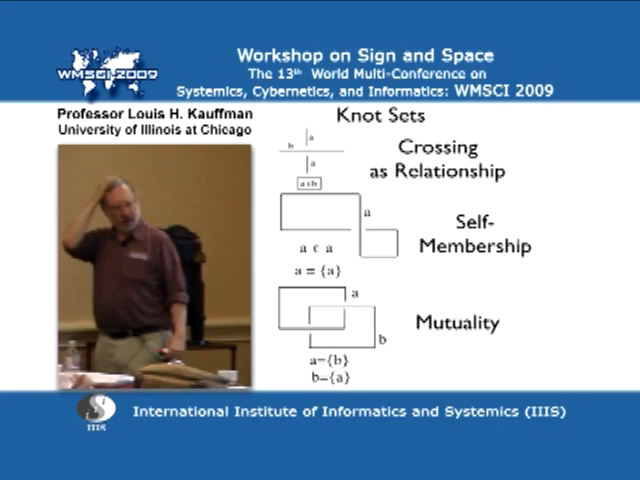 WMSCI 2009
Workshop on Sign and Space
The 13th World Multi-Conference on
Systemics, Cybernetics, and Informatics: WMSCI 2009
Professor Louis H. Kauffman
University of Illinois at Chicago
Knot Sets
a
b
a
a ε b
Crossing
as Relationship
a
Self-
Membership
a ε a
a = {a}
a
b
Mutuality
a={b}
b={a}
IIIS
International Institute of Informatics and Systemics (IIIS)